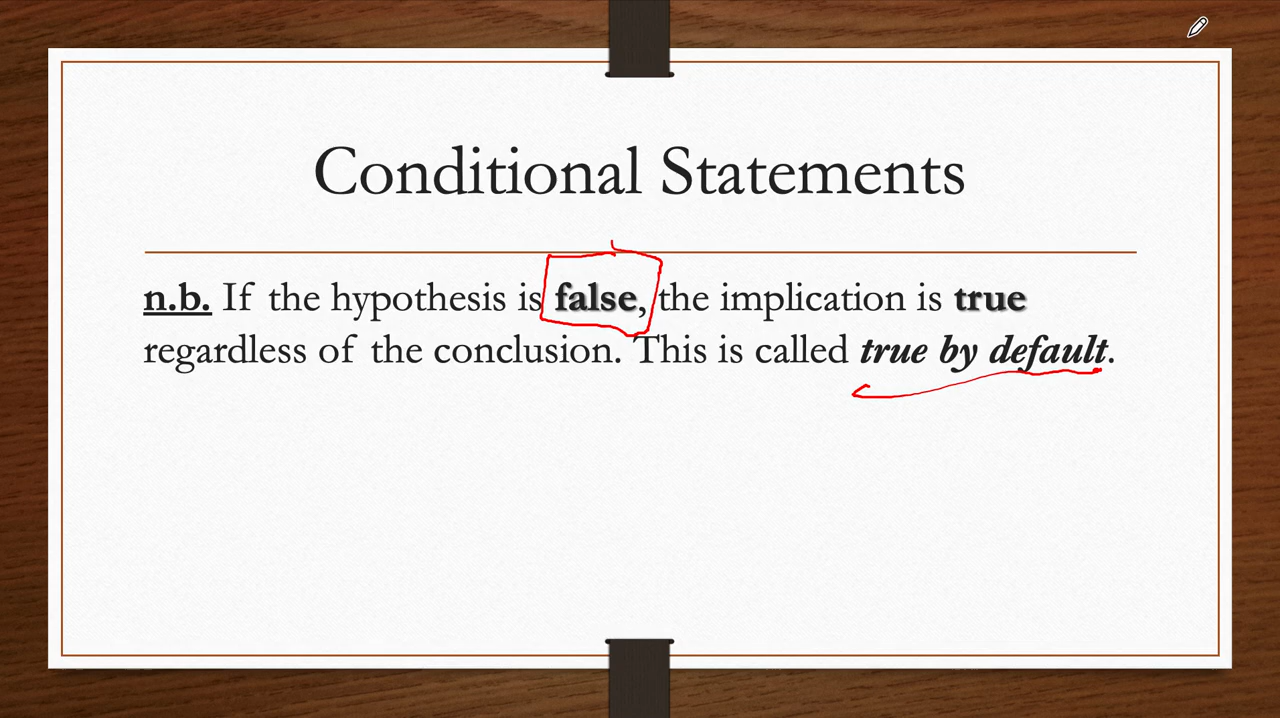 Conditional Statements
n.b. If the hypothesis is false, the implication is true
regardless of the conclusion. This is called true by default.